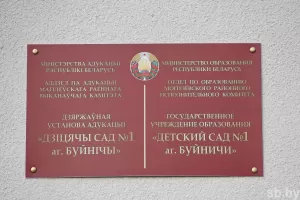 МІНІСТЭРСТВА АДУКАЦЫІ
РЭСПУБЛІКІ БЕЛАРУСЬ
АДДЗЕЛ ПА АДУКАЦЫІ
МАГІЛЁЎСКАГА РАЁННАГА
ВЫКАНАЎЧАГА КАМІТЭТА
ДЗЯРЖАЎНАЯ
УСТАНОВА АДУКАЦЫІ
«ДЗІЦЯЧЫ САД №1
аг. БУЙНІЧЫ»
МИНИСТЕРСТВО ОБРАЗОВАНИЯ
РЕСПУБЛИКИ БЕЛАРУСЬ
ОТДЕЛ ПО ОБРАЗОВАНИЮ
МОГИЛЕВСКОГО РАЙОННОГО
ИСПОЛНИТЕЛЬНОГО КОМИТЕТА
ГОСУДАРСТВЕННОЕ
УЧРЕЖДЕНИЕ ОБРАЗОВАНИЯ
«ДЕТСКИЙ САД №1
аг. БУЙНИЧИ»
sb.by